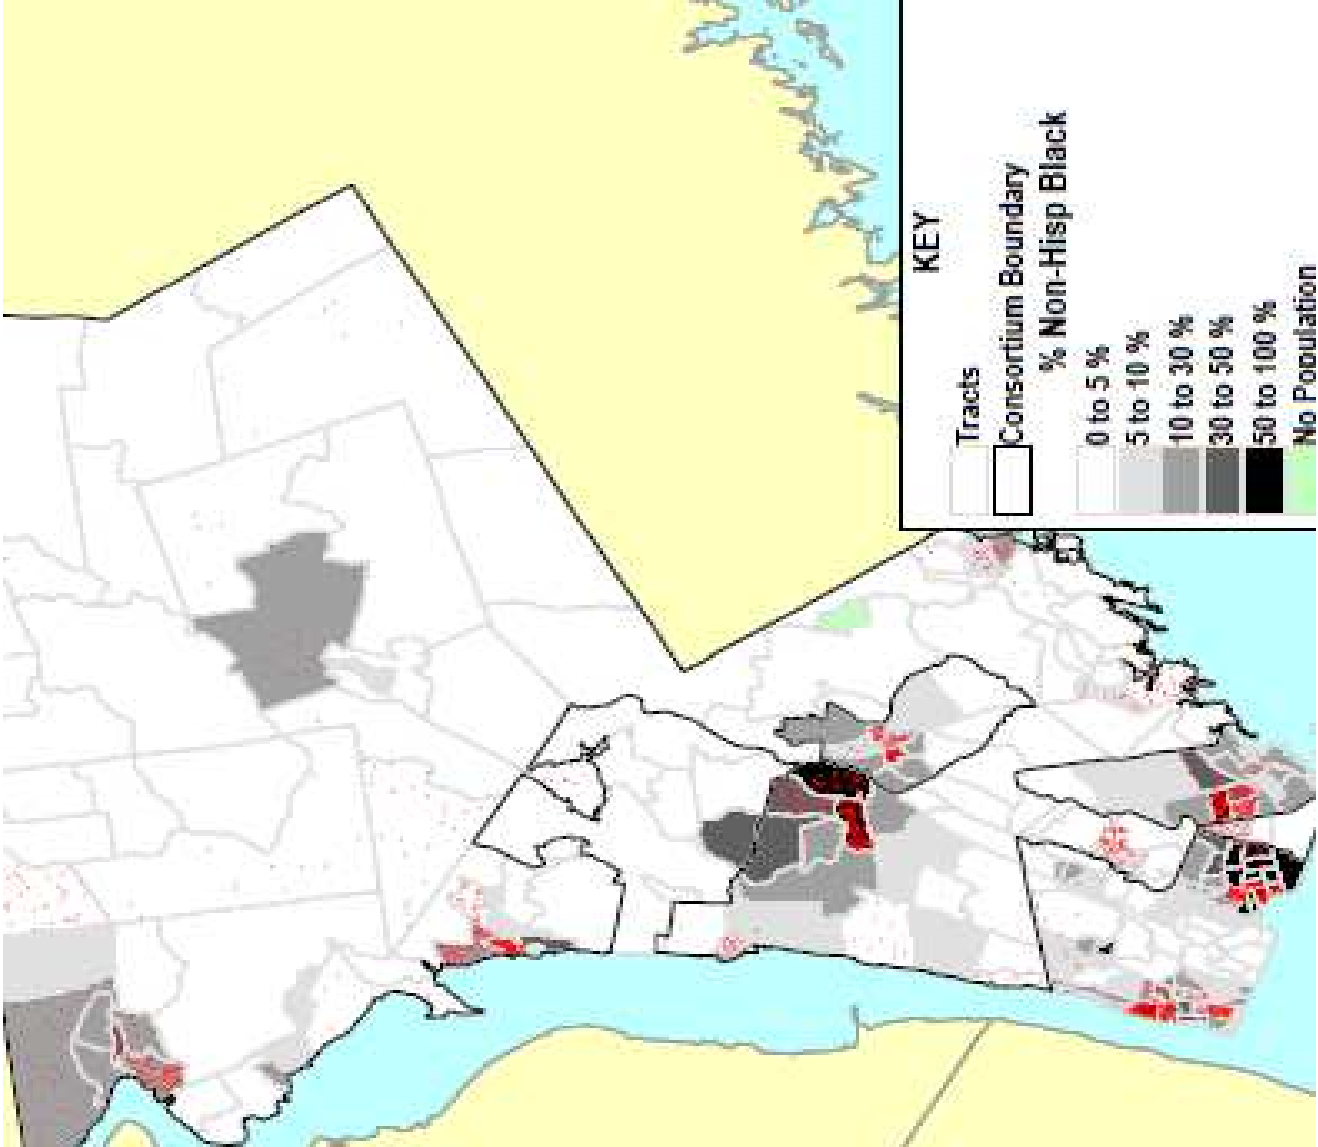 KEY
Tracts
Consortium Boundary
% Non-Hisp Black
0 to 5 %
5 to 10 %
10 to 30 %
30 to 50 %
50 to 100 %
No Population